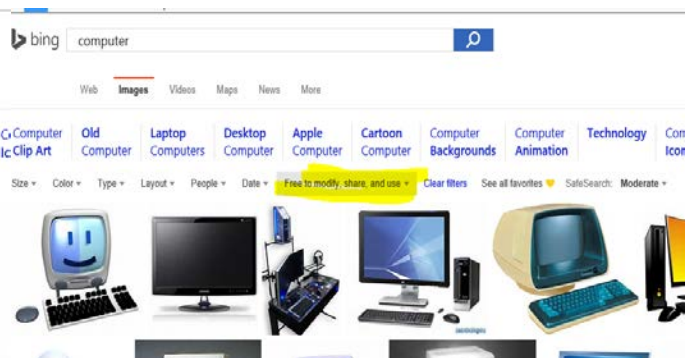 bing computer
Web Images Videos Maps News More
Computer Old Laptop Desktop Apple Cartoon Computer Computer Technology Com
Clip Art Computer Computers Computer Computer Computer Backgrounds Animation Icon
Size Color Type Layout People Date Free to modify, share, and use Clear filters See all favorites SafeSearch: Moderate